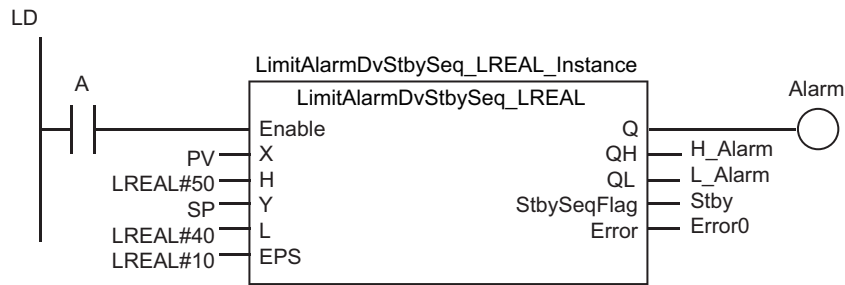 LD
LimitAlarmDvStbySeq_LREAL_Instance
A
LimitAlarmDvStbySeq_LREAL
Alarm
Enable Q
PV X QH H_Alarm
LREAL#50 H QL L_Alarm
SP Y StbySeqFlag Stby
LREAL#40 L Error Error0
LREAL#10 EPS